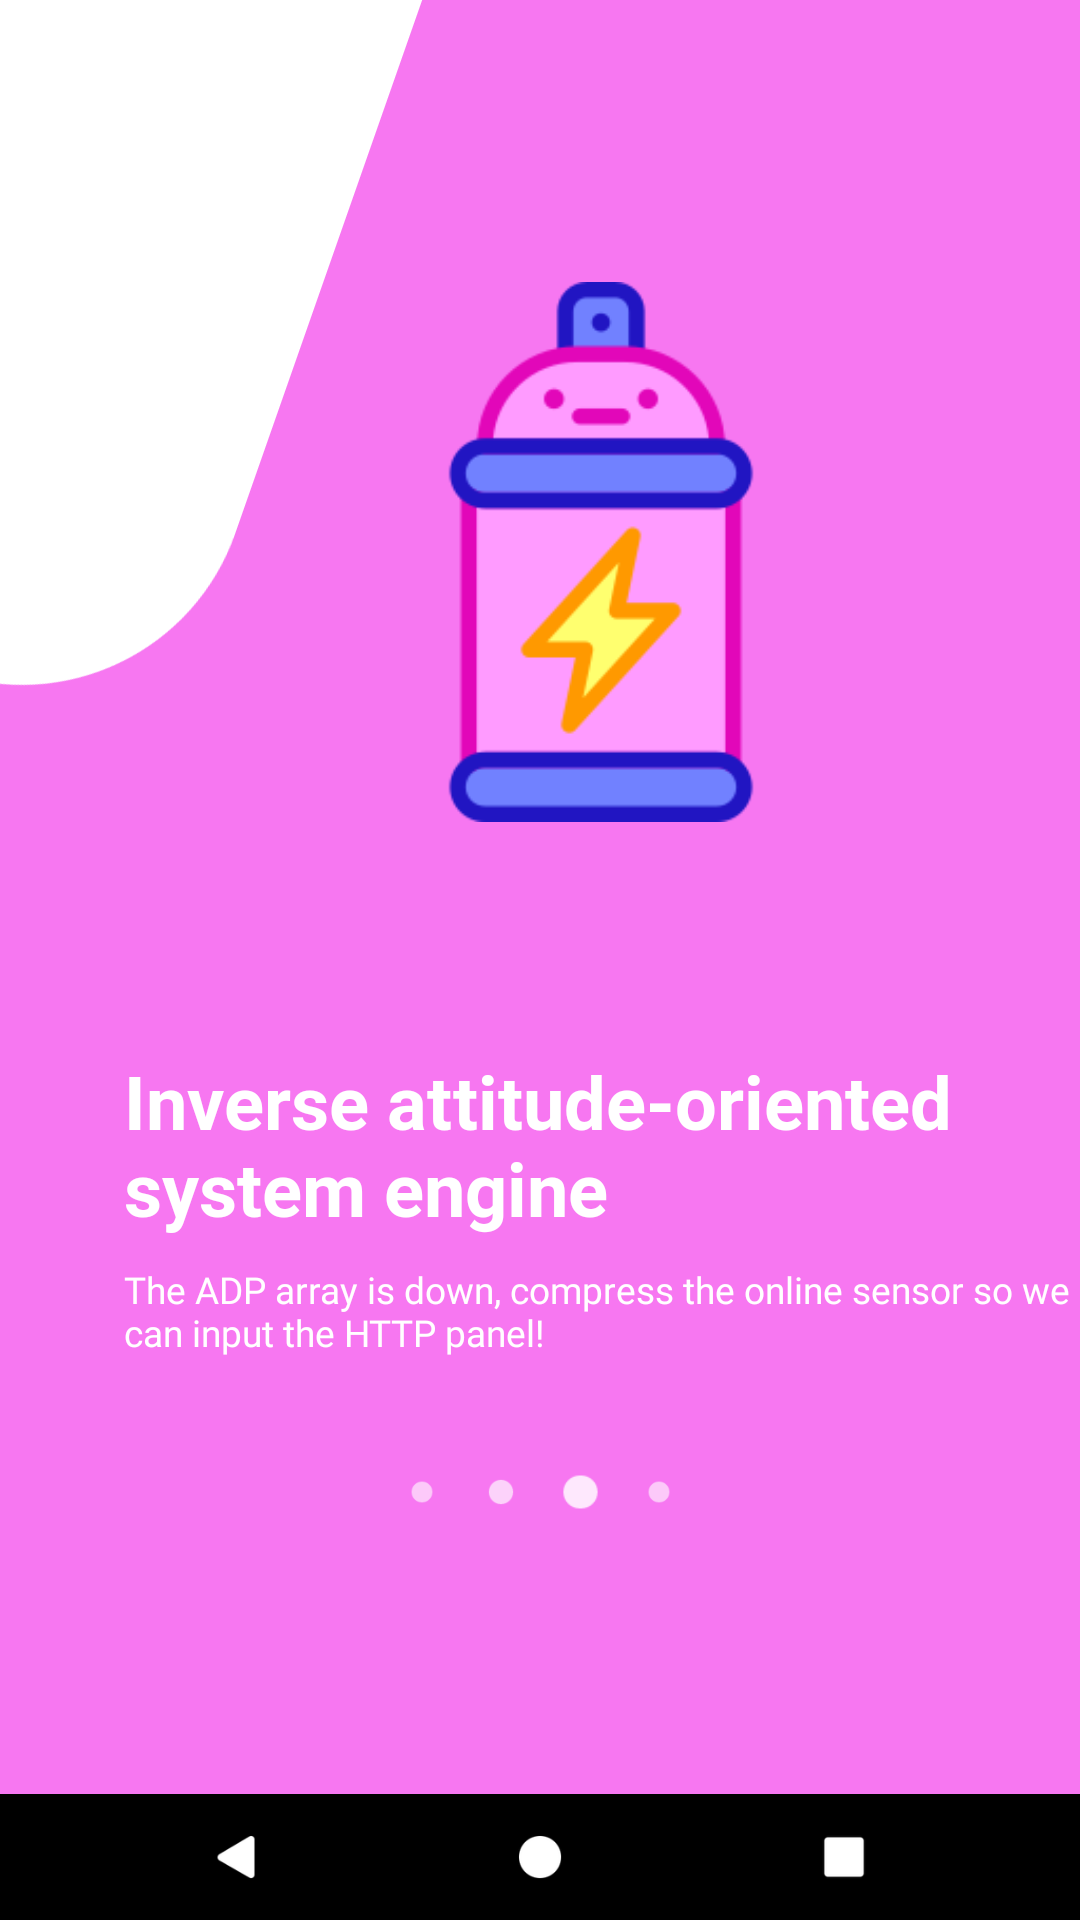 Inverse attitude-oriented
system engine
The ADP array is down, compress the online sensor so we
can input the HTTP panel!